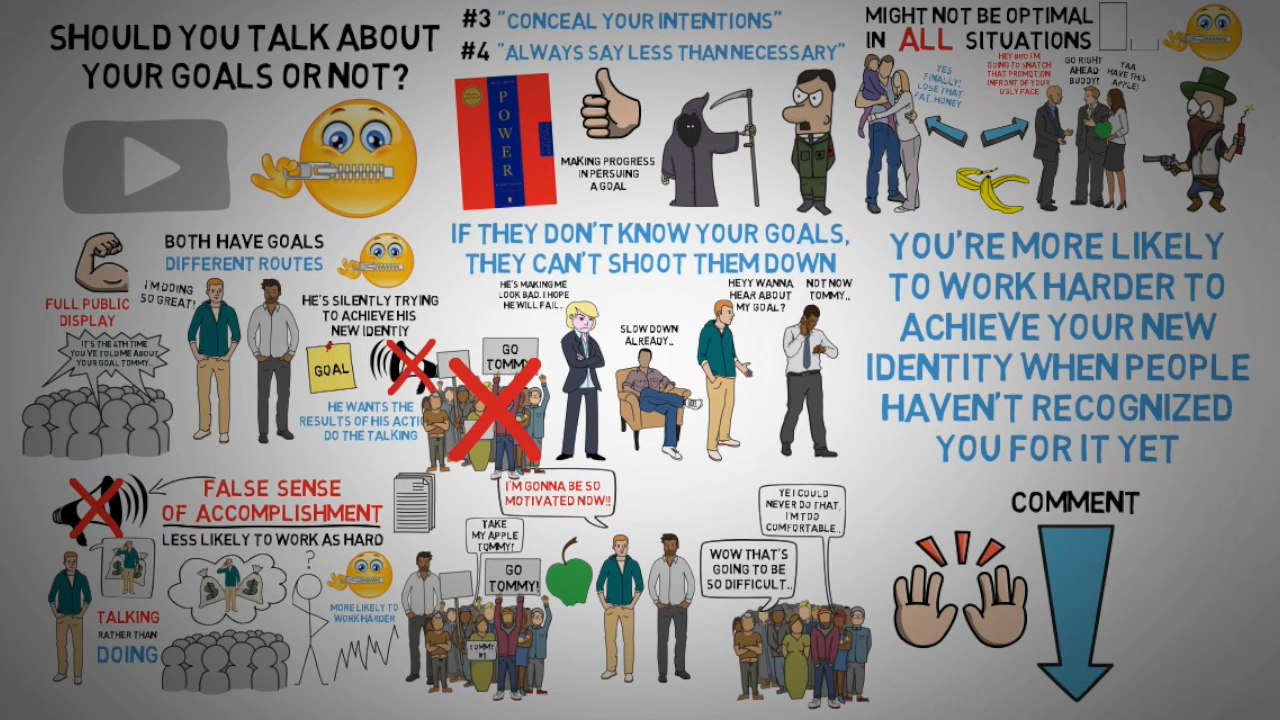 SHOULD YOU TALK ABOUT
YOUR GOALS OR NOT?
#3 "CONCEAL YOUR INTENTIONS"
#4 "ALWAYS SAY LESS THAN NECESSARY"
POWER
MAKING PROGRESS
IN PERSUING
A GOAL
MIGHT NOT BE OPTIMAL
IN ALL SITUATIONS
YES
FINALLY,
LOSE THAT
FAT, HONEY
HEY BRO I'M
GOING TO SNATCH
THAT PROMOTION
INFRONT OF YOUR
UGLY FACE
GO RIGHT
AHEAD
BUDDY!
YAA
HAVE THIS
APPLE!
BOTH HAVE GOALS
DIFFERENT ROUTES
FULL PUBLIC
DISPLAY
I'M DOING
SO GREAT!
IT'S THE 6TH TIME
YOU'VE TOLD ME ABOUT
YOUR GOAL TOMMY...
HE'S SILENTLY TRYING
TO ACHIEVE HIS
NEW IDENTIY
GOAL
HE WANTS THE
RESULTS OF HIS ACTI
DO THE TALKING
GO
TOMMY
IF THEY DON'T KNOW YOUR GOALS,
THEY CAN'T SHOOT THEM DOWN
HE'S MAKING ME
LOOK BAD. I HOPE
HE WILL FAIL..
SLOW DOWN
ALREADY..
HEYY WANNA
HEAR ABOUT
MY GOAL?
NOT NOW
TOMMY..
YOU'RE MORE LIKELY
TO WORK HARDER TO
ACHIEVE YOUR NEW
IDENTITY WHEN PEOPLE
HAVEN'T RECOGNIZED
YOU FOR IT YET
FALSE SENSE
OF ACCOMPLISHMENT
LESS LIKELY TO WORK AS HARD
TALKING
RATHER THAN
DOING
?
MORE LIKELY TO
WORK HARDER
I'M GONNA BE SO
MOTIVATED NOW!!
TAKE
MY APPLE
TOMMY!
GO
TOMMY!
TOMMY
#1
WOW THAT'S
GOING TO BE
SO DIFFICULT..
YE I COULD
NEVER DO THAT.
I'M TOO
COMFORTABLE..
COMMENT